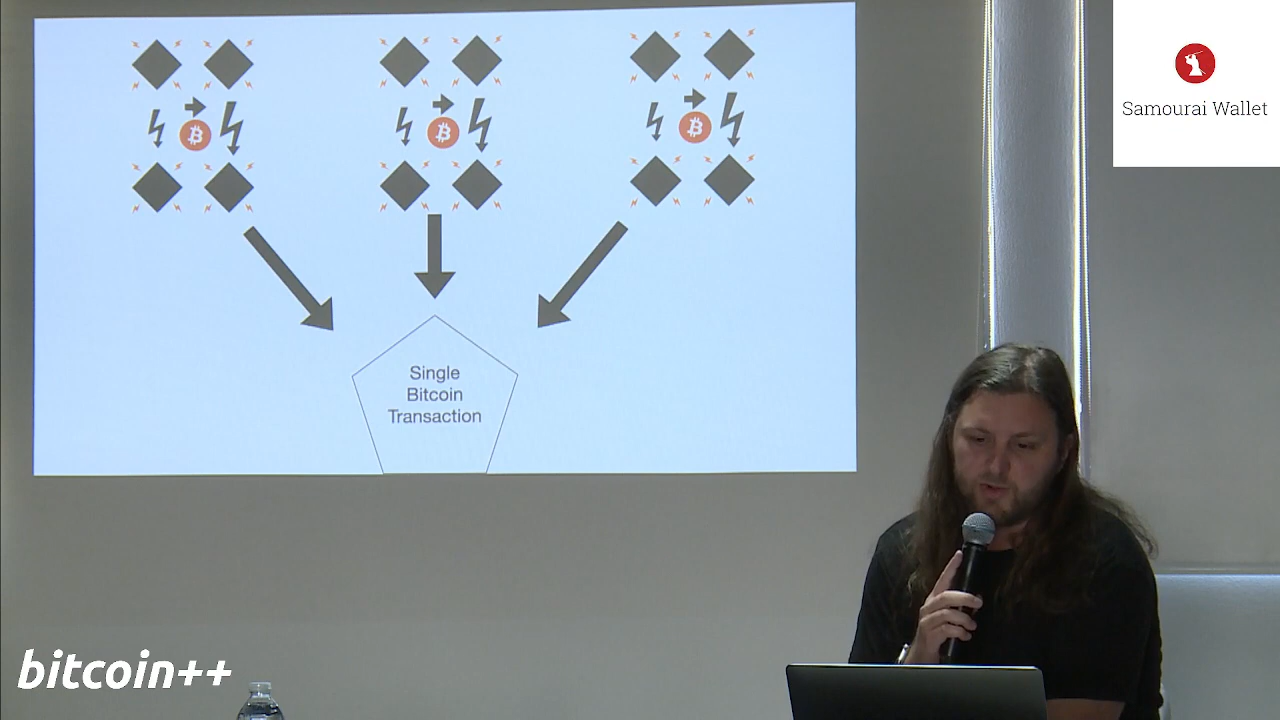 Samourai Wallet
Single
Bitcoin
Transaction
bitcoin++